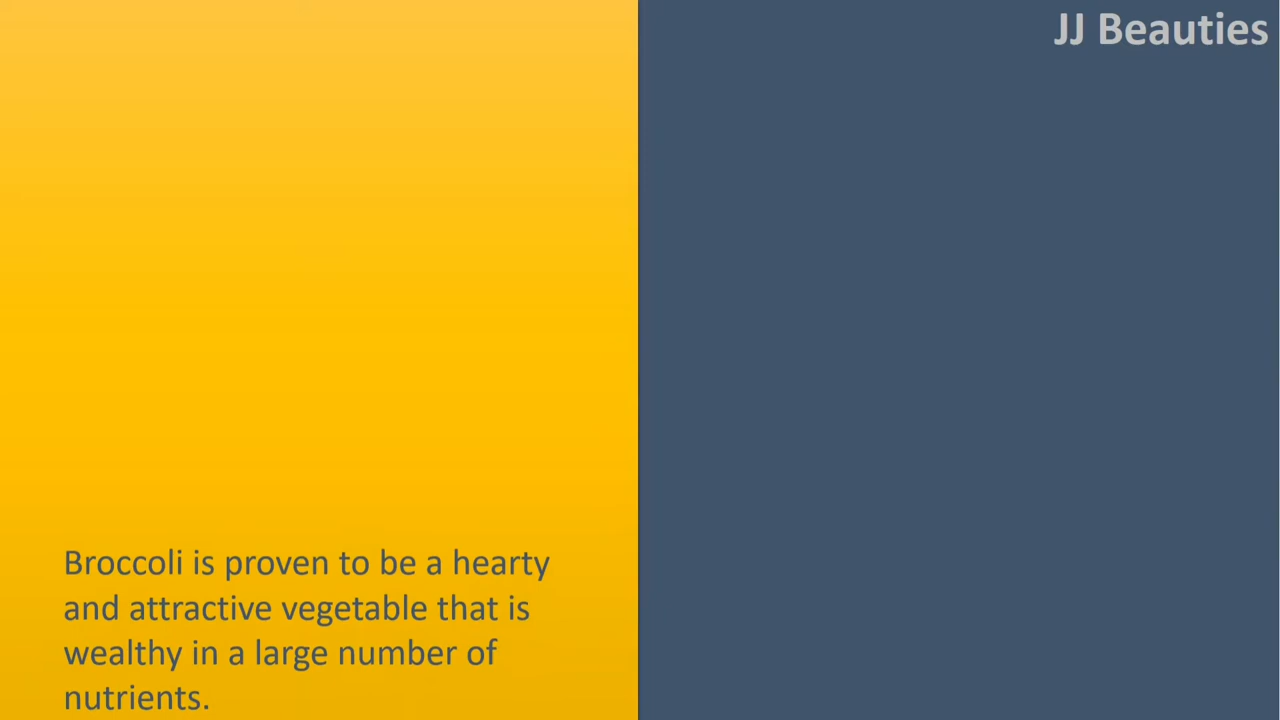 JJ Beauties
Broccoli is proven to be a hearty
and attractive vegetable that is
wealthy in a large number of
nutrients.